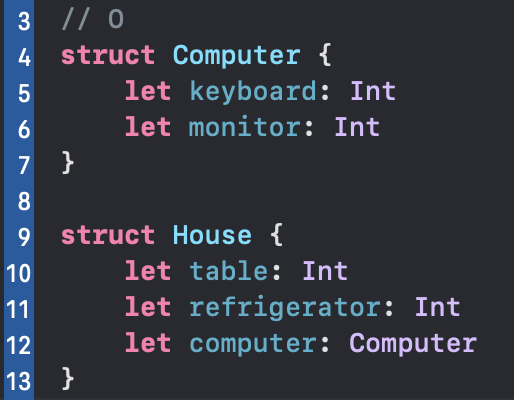 3 // O
4 struct Computer {
5     let keyboard: Int
6     let monitor: Int
7 }
8
9 struct House {
10     let table: Int
11     let refrigerator: Int
12     let computer: Computer
13 }